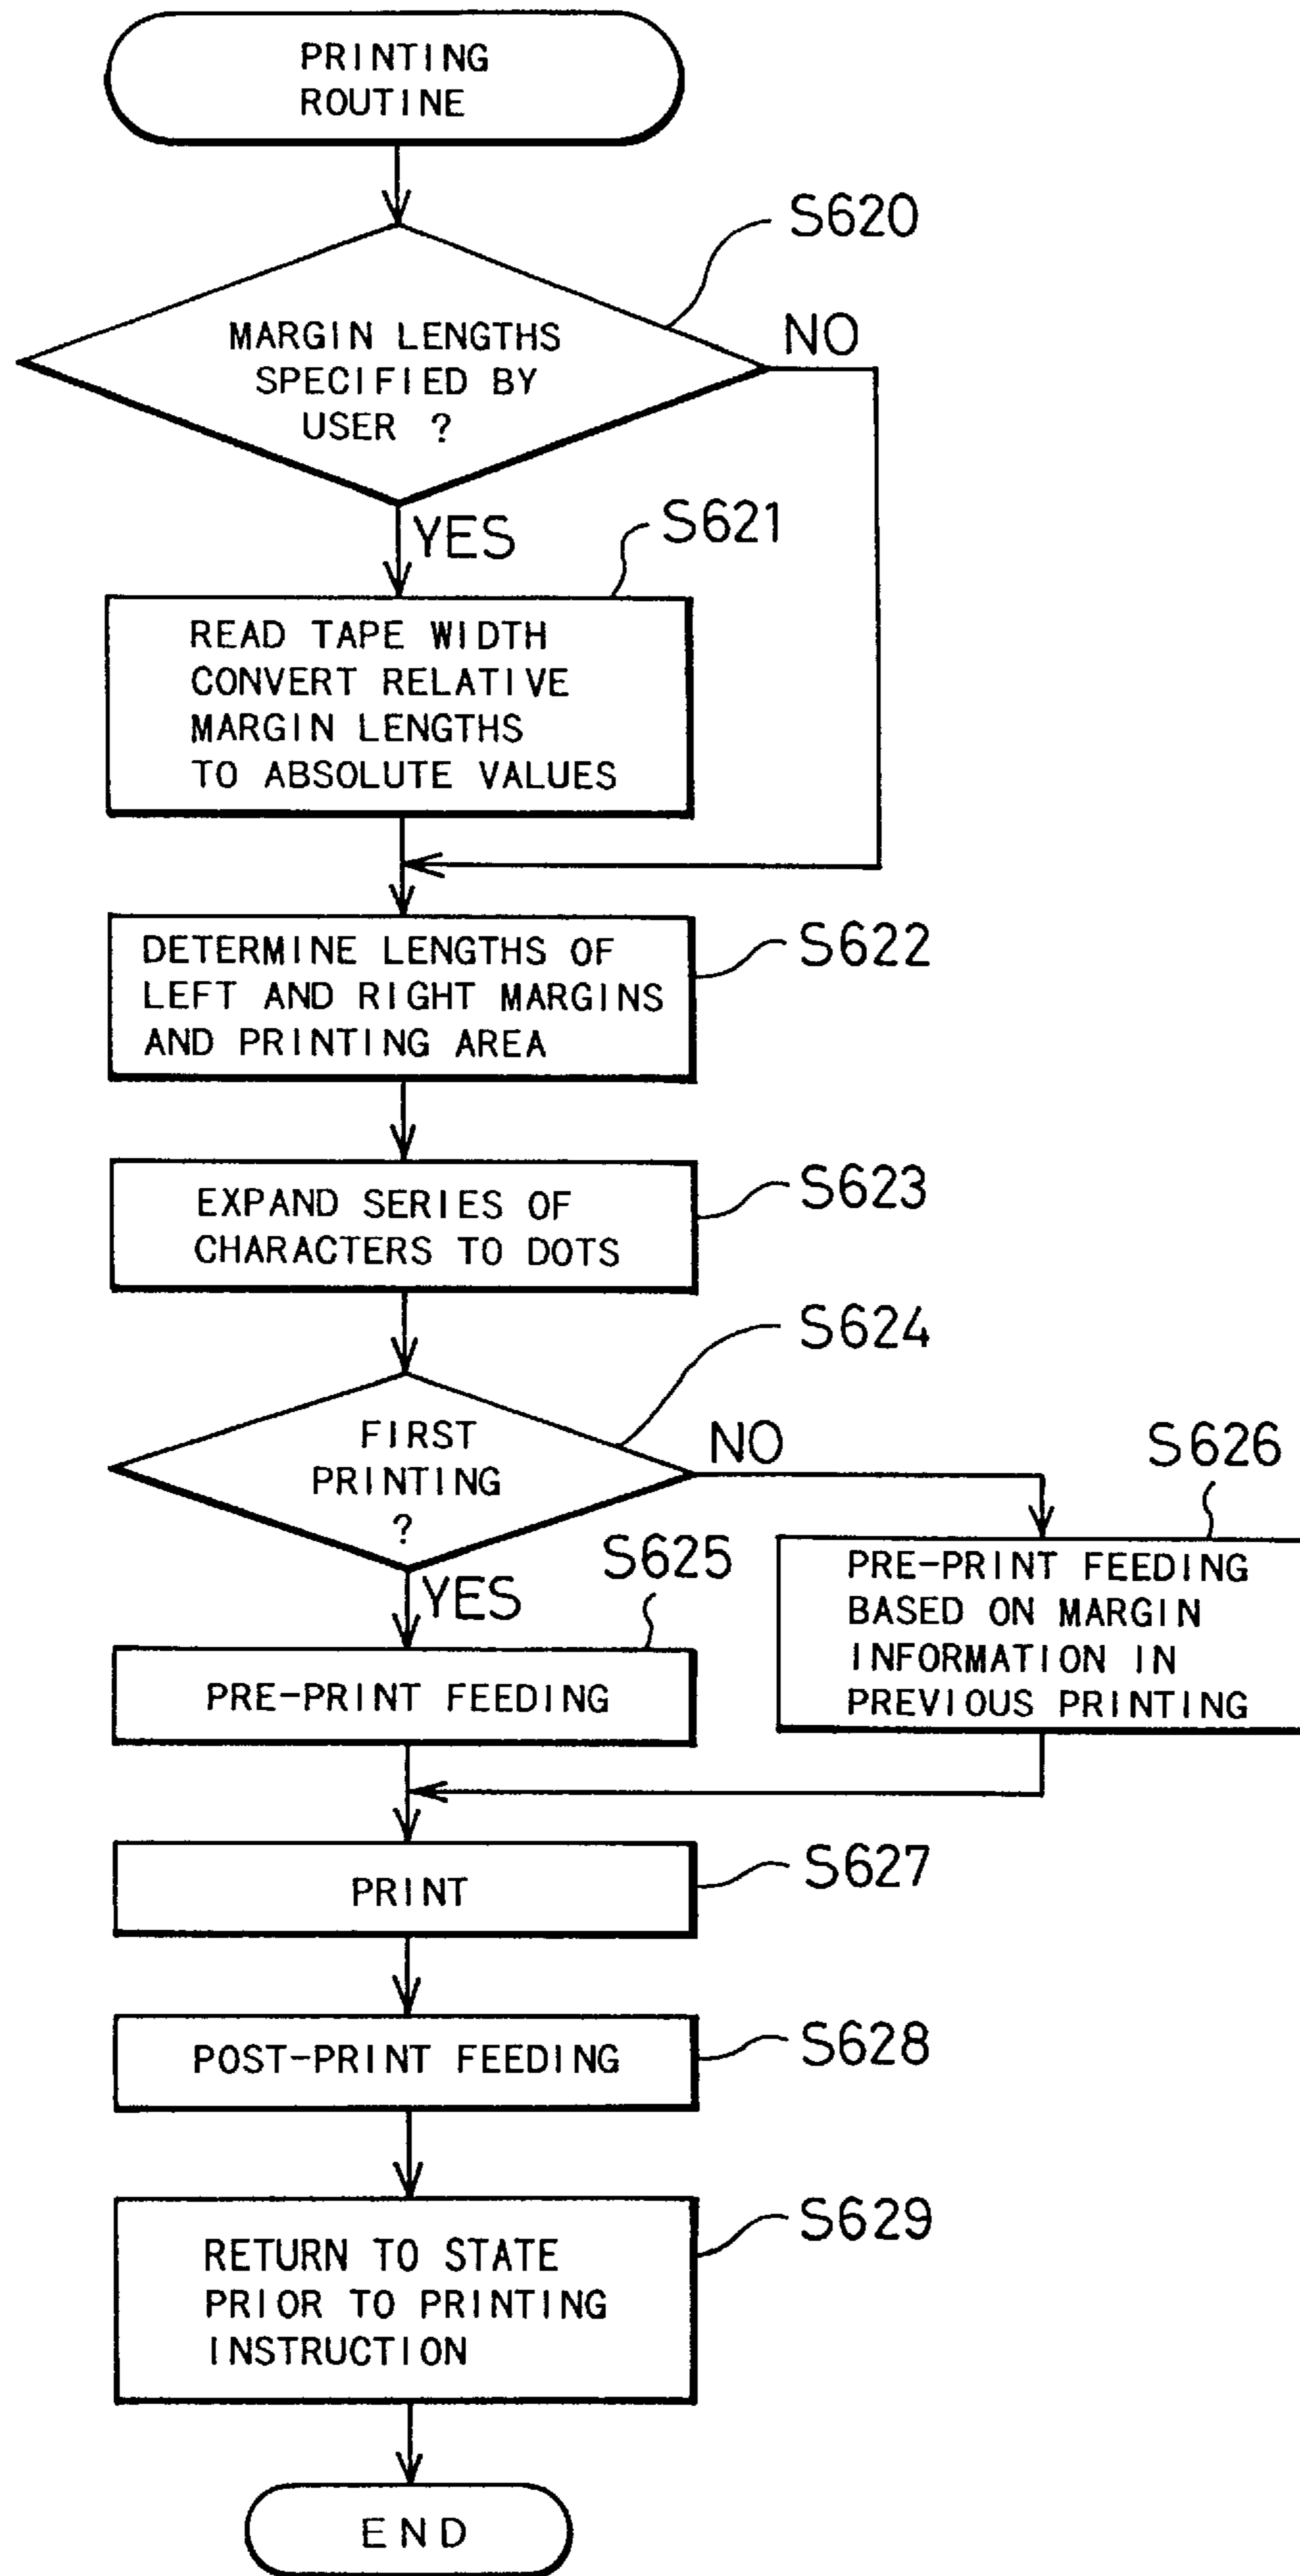 PRINTING
ROUTINE
S620
MARGIN LENGTHS
SPECIFIED BY
USER ?
NO
YES
S621
READ TAPE WIDTH
CONVERT RELATIVE
MARGIN LENGTHS
TO ABSOLUTE VALUES
S622
DETERMINE LENGTHS OF
LEFT AND RIGHT MARGINS
AND PRINTING AREA
S623
EXPAND SERIES OF
CHARACTERS TO DOTS
S624
FIRST
PRINTING
?
NO
YES
S625
S626
PRE-PRINT FEEDING
PRE-PRINT FEEDING
BASED ON MARGIN
INFORMATION IN
PREVIOUS PRINTING
PRINT
S627
POST-PRINT FEEDING
S628
S629
RETURN TO STATE
PRIOR TO PRINTING
INSTRUCTION
END